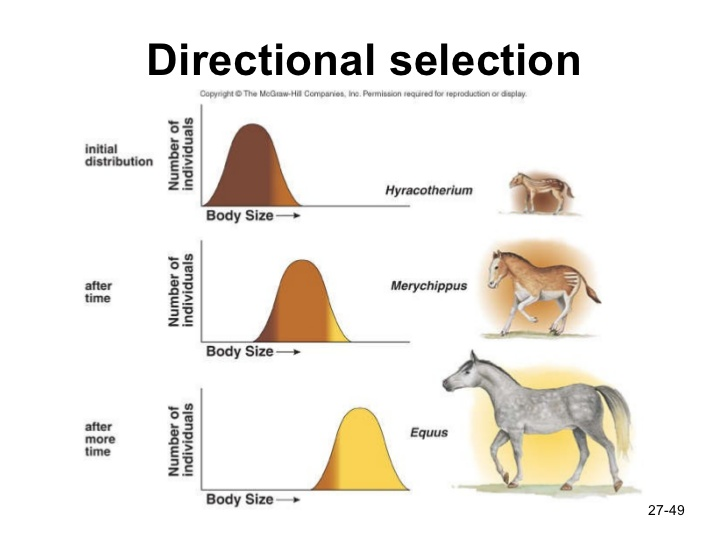 Directional selection
Copyright © The McGraw-Hill Companies, Inc. Permission required for reproduction or display.
initial
distribution
Number of
individuals
Body Size
Hyracotherium
after
time
Number of
individuals
Body Size
Merychippus
after
more
time
Number of
individuals
Body Size
Equus
27-49